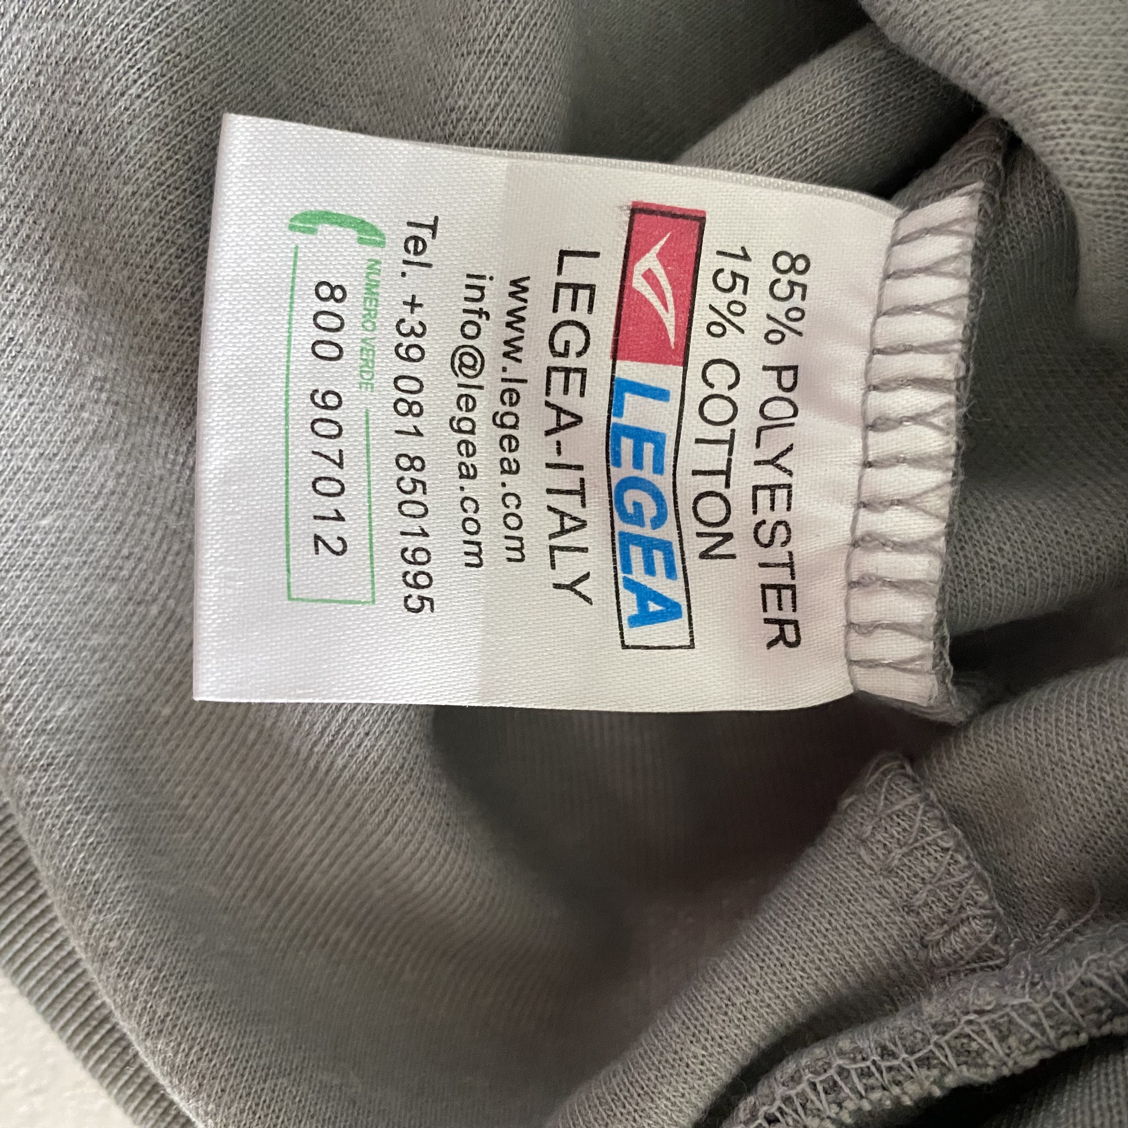 85% POLYESTER
15% COTTON
LEGEA
LEGEA-ITALY
www.legea.com
info@legea.com
Tel. +39 081 8501995
NUMERO VERDE
800 907012